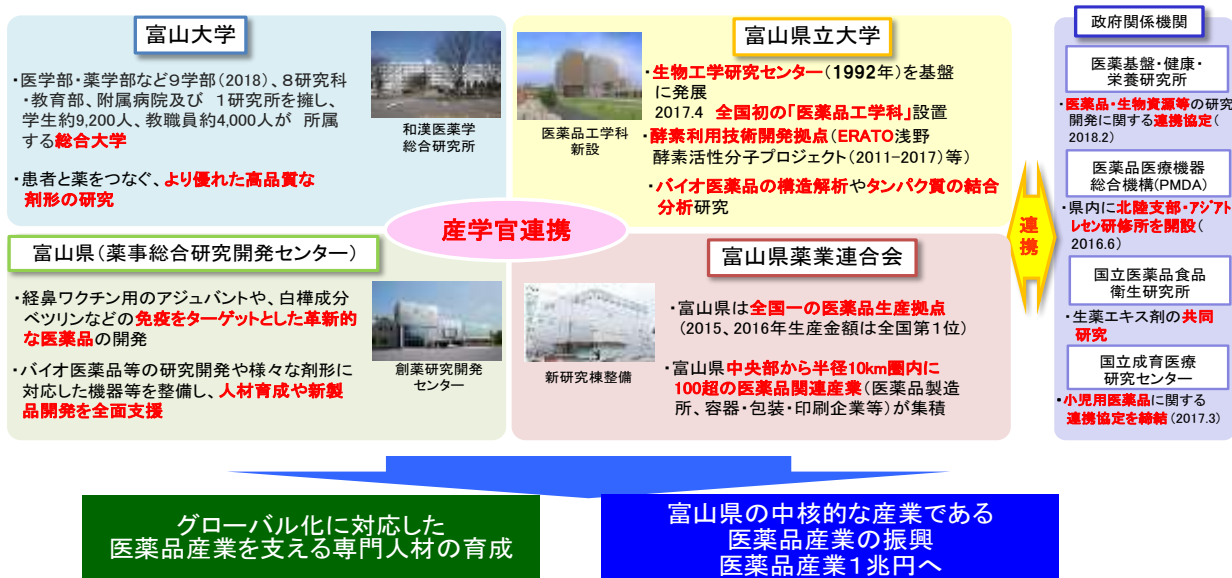 富山大学
・医学部・薬学部など9学部(2018)、8研究科
・教育部、附属病院及び 1研究所を擁し、
学生約9,200人、教職員約4,000人が 所属
する総合大学
・患者と薬をつなぐ、より優れた高品質な
剤形の研究
和漢医薬学
総合研究所
富山県立大学
医薬品工学科
新設
・生物工学研究センター(1992年)を基盤
に発展
2017.4 全国初の「医薬品工学科」設置
・酵素利用技術開発拠点(ERATO浅野
酵素活性分子プロジェクト(2011-2017)等)
・バイオ医薬品の構造解析やタンパク質の結合
分析研究
産学官連携
富山県(薬事総合研究開発センター)
・経鼻ワクチン用のアジュバントや、白樺成分
ベツリンなどの免疫をターゲットとした革新的
な医薬品の開発
・バイオ医薬品等の研究開発や様々な剤形に
対応した機器等を整備し、人材育成や新製
品開発を全面支援
創薬研究開発
センター
富山県薬業連合会
新研究棟整備
・富山県は全国一の医薬品生産拠点
(2015、2016年生産金額は全国第1位)
・富山県中央部から半径10km圏内に
100超の医薬品関連産業(医薬品製造
所、容器・包装・印刷企業等)が集積
連携
政府関係機関
医薬基盤・健康・
栄養研究所
・医薬品・生物資源等の研究
開発に関する連携協定(
2018.2)
医薬品医療機器
総合機構(PMDA)
・県内に北陸支部・アジアト
レセン研修所を開設(
2016.6)
国立医薬品食品
衛生研究所
・生薬エキス剤の共同
研究
国立成育医療
研究センター
・小児用医薬品に関する
連携協定を締結(2017.3)
グローバル化に対応した
医薬品産業を支える専門人材の育成
富山県の中核的な産業である
医薬品産業の振興
医薬品産業1兆円へ